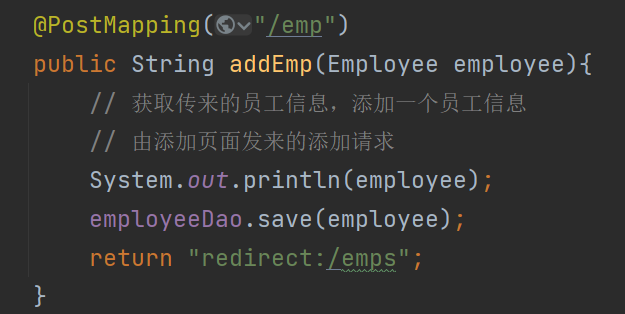 @PostMapping("/emp")
public String addEmp(Employee employee){
// 获取传来的员工信息，添加一个员工信息
// 由添加页面发来的添加请求
System.out.println(employee);
employeeDao.save(employee);
return "redirect:/emps";
}